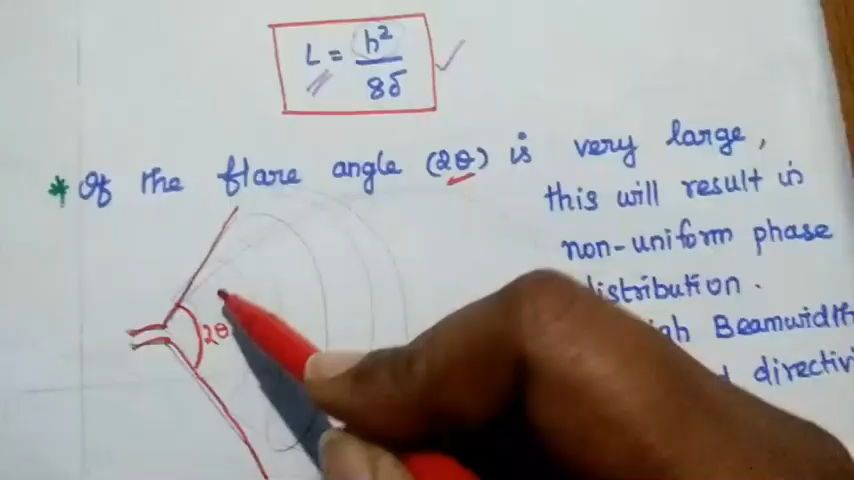 L = h²
8δ
* If the flare angle (2θ) is very large,
this will result in
non-uniform phase
distribution.
Beamwidth
directivi
2θ